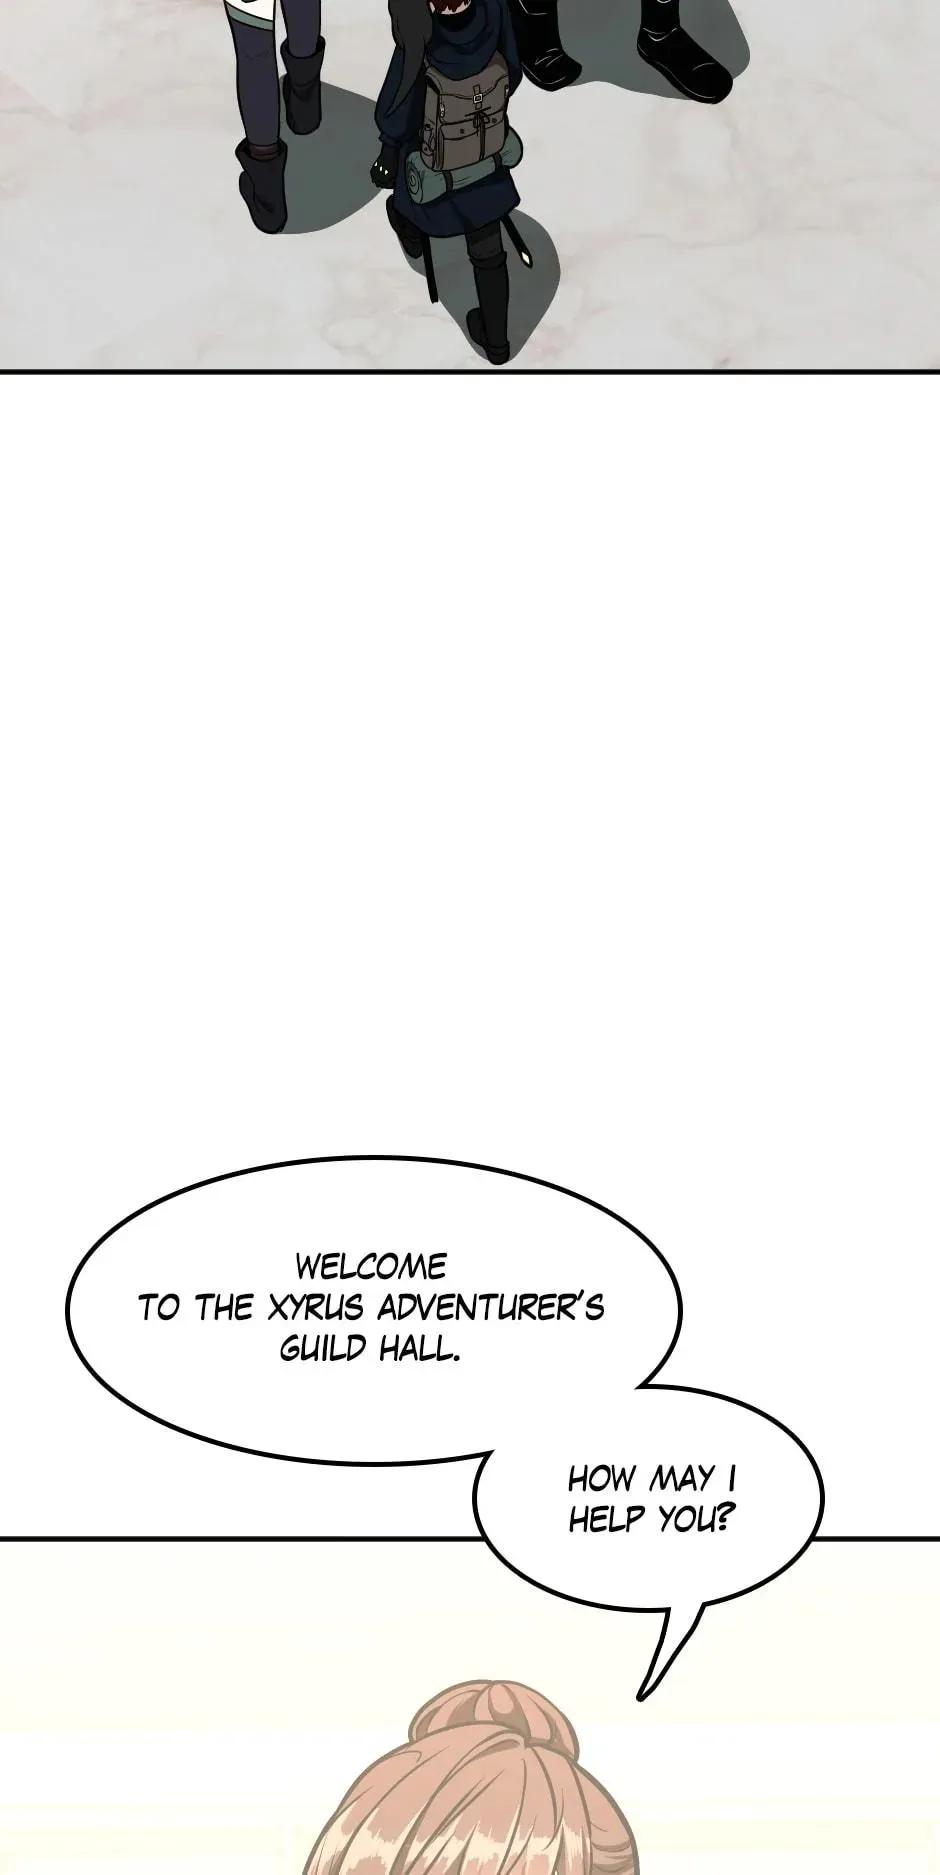 WELCOME
TO THE XYRUS ADVENTURER'S
GUILD HALL.
HOW MAY I
HELP YOU?